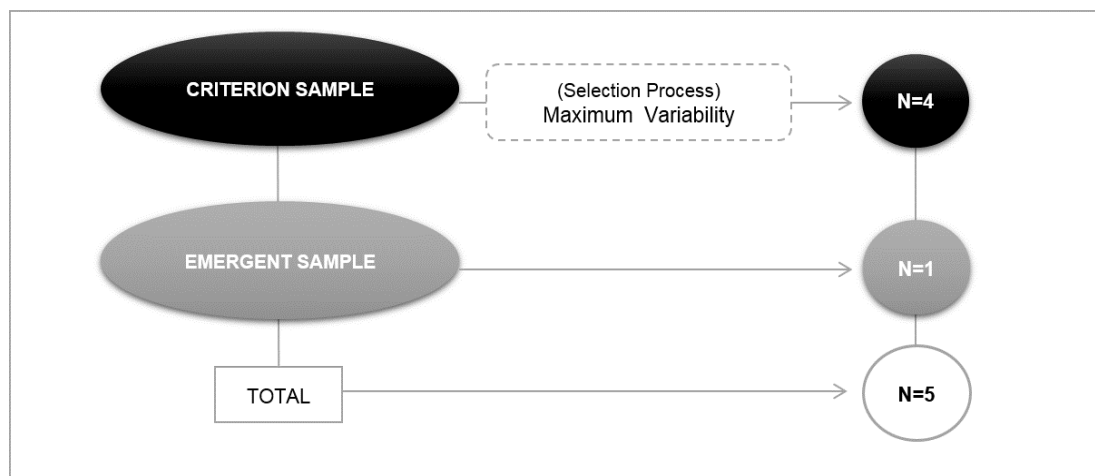 CRITERION SAMPLE
(Selection Process)
Maximum Variability
N=4
EMERGENT SAMPLE
N=1
TOTAL
N=5